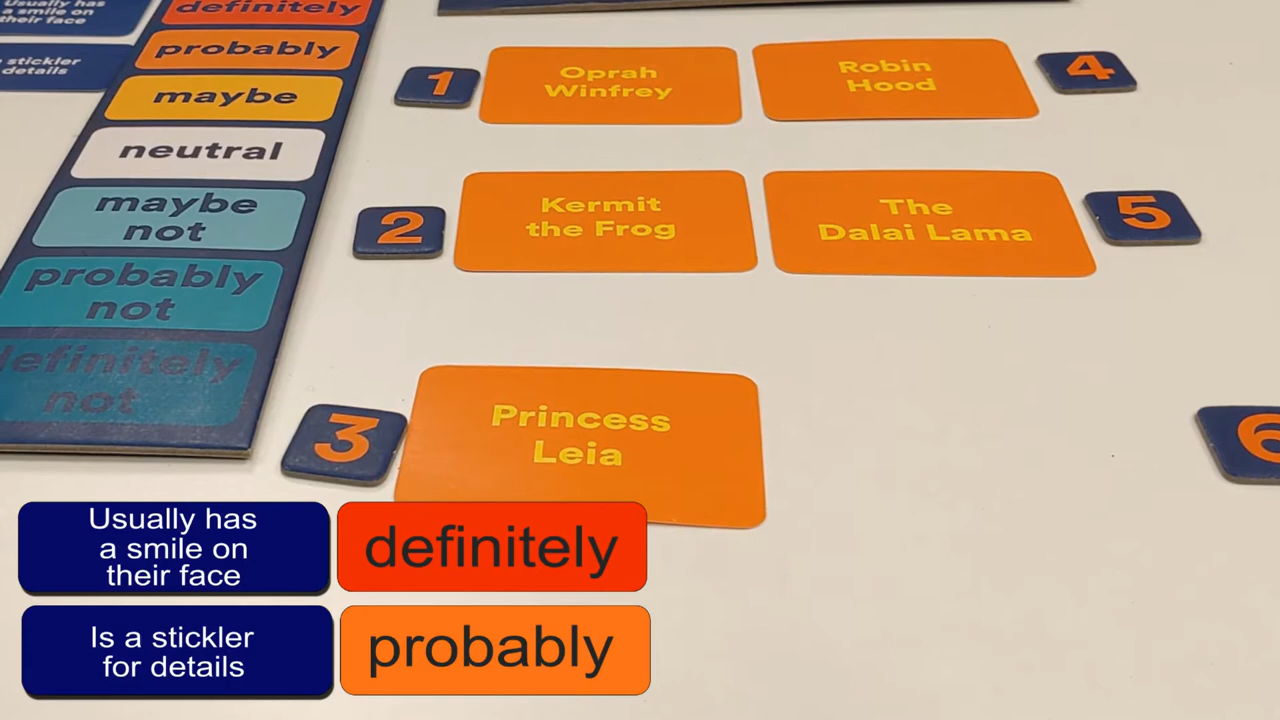 Usually has
a smile on
their face
stickler
details
definitely
probably
maybe
neutral
maybe
not
probably
not
definitely
not
1
Oprah
Winfrey
Robin
Hood
4
2
Kermit
the Frog
The
Dalai Lama
5
3
Princess
Leia
6
Usually has
a smile on
their face
definitely
Is a stickler
for details
probably